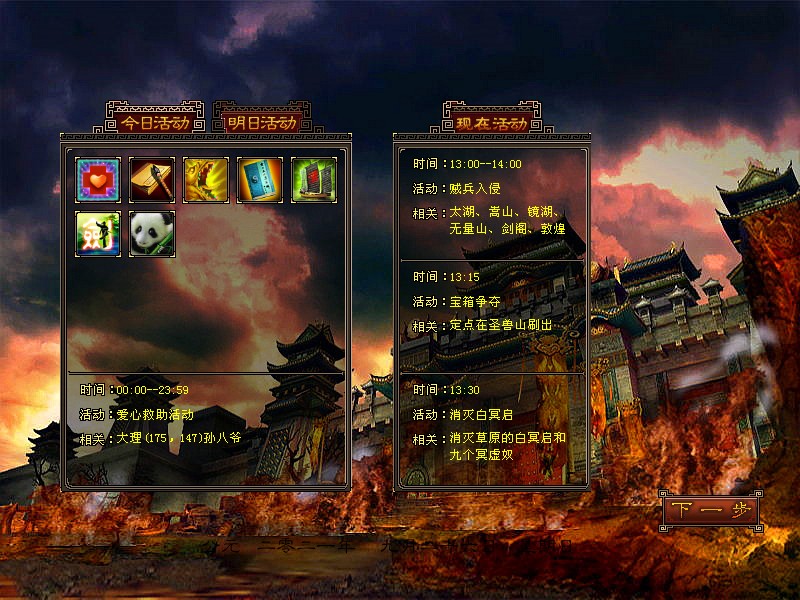 今日活动
明日活动
时间：00:00--23:59
活动：爱心救助活动
相关：大理(175，147)孙八爷
现在活动
时间：13:00--14:00
活动：贼兵入侵
相关：太湖、嵩山、镜湖、
无量山、剑阁、敦煌
时间：13:15
活动：宝箱争夺
相关：定点在圣兽山刷出
时间：13:30
活动：消灭白冥启
相关：消灭草原的白冥启和
九个冥虚奴
下一步